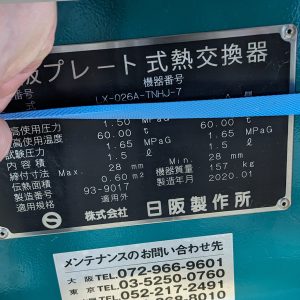 阪プレート式熱交換器
機器番号
式 LX-026A-TNHJ-7
高使用圧力 1.50 MPaG
高使用温度 60.00 ℃ 60.00 ℃
試験圧力 1.65 MPaG 1.65 MPaG
内容積 1.5 ℓ 1.5 ℓ
締付寸法 Max. 28 mm Min. 28 mm
伝熱面積 0.60 m² 機器質量 157 kg
製造番号 93-9017 製造年月 2020.01
適用規格 適用外
株式会社 日阪製作所
メンテナンスのお問い合わせ先
大阪TEL.072-966-9601
東京TEL.03-5250-0760
TEL.052-217-2491
8-8010